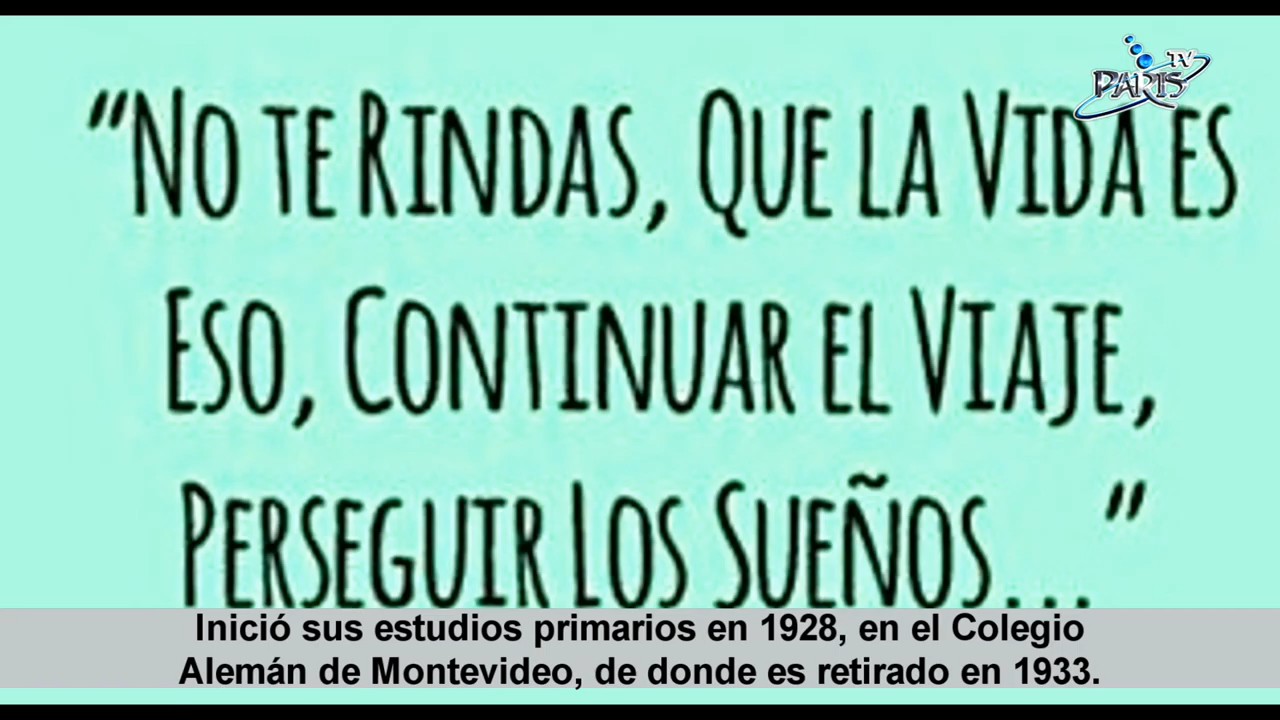 PARIS TV
“NO TE RINDAS, QUE LA VIDA ES
ESO, CONTINUAR EL VIAJE,
PERSEGUIR LOS SUEÑOS...”
Inició sus estudios primarios en 1928, en el Colegio
Alemán de Montevideo, de donde es retirado en 1933.